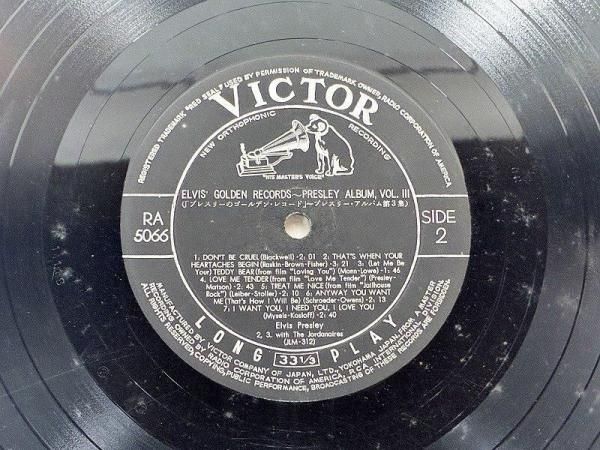 REGISTERED TRADEMARK "RED SEAL" USED BY PERMISSION OF TRADEMARK OWNER, RADIO CORPORATION OF AMERICA
VICTOR
NEW ORTHOPHONIC RECORDING
"HIS MASTER'S VOICE"
ELVIS' GOLDEN RECORDS~PRESLEY ALBUM, VOL. III
(「プレスリーのゴールデン・レコード」~プレスリー・アルバム第3集)
RA
5066
SIDE
2
1. DON'T BE CRUEL (Blackwell)-2: 01 2. THAT'S WHEN YOUR
HEARTACHES BEGIN (Raskin-Brown-Fisher)-3: 21 3. (Let Me Be
Your) TEDDY BEAR (from film "Loving You") (Mann-Lowe)-1: 46
4. LOVE ME TENDER (from film "Love Me Tender") (Presley-
Matson)-2: 43 5. TREAT ME NICE (from film "Jailhouse
Rock") (Leiber-Stoller)-2: 10 6. ANYWAY YOU WANT
ME (That's How I Will Be) (Schroeder-Owens)-2: 13
7. I WANT YOU, I NEED YOU, I LOVE YOU
(Mysels-Kosloff)-2: 40
Elvis Presley
2, 3. with The Jordanaires
(JLM-312)
LONG 33 1/3 PLAY
MANUFACTURED BY VICTOR COMPANY OF JAPAN, LTD., YOKOHAMA, JAPAN, FROM A MASTER
RECORDING OF RADIO CORPORATION OF AMERICA, RCA INTERNATIONAL DIVISION.
ALL RIGHTS RESERVED. COPYING, PUBLIC PERFORMANCE, BROADCASTING OF THESE RECORDS ARE FORBIDDEN.